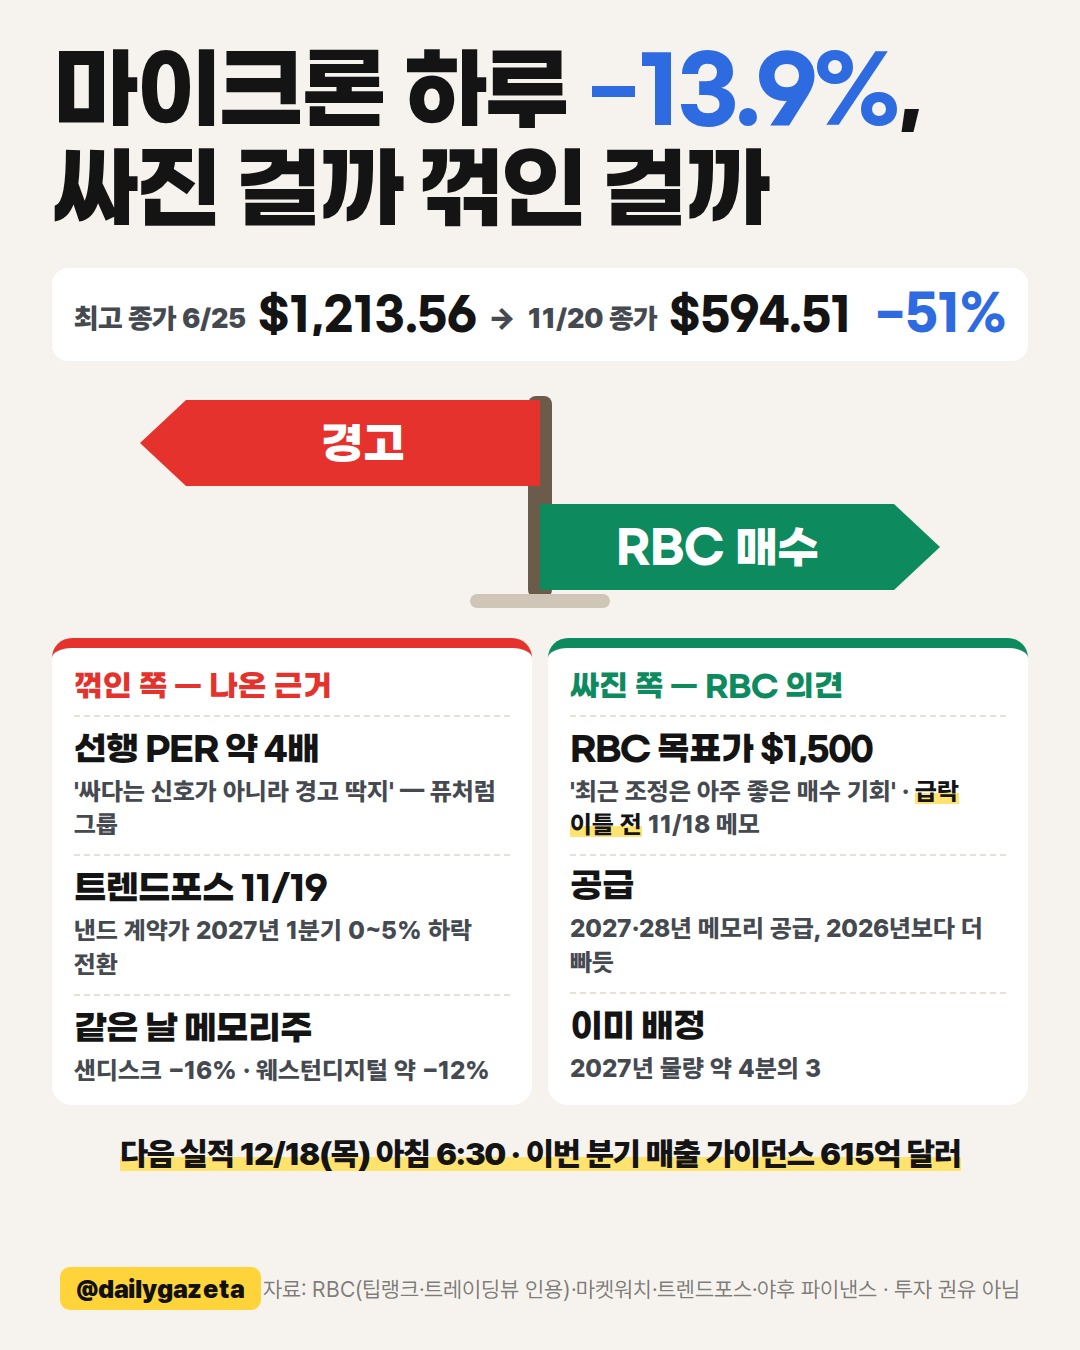 마이크론 하루 −13.9%,
싸진 걸까 꺾인 걸까
최고 종가 6/25 $1,213.56 → 11/20 종가 $594.51 −51%
경고
RBC 매수
꺾인 쪽 — 나온 근거
선행 PER 약 4배
'싸다는 신호가 아니라 경고 딱지' — 퓨처럼
그룹
트렌드포스 11/19
낸드 계약가 2027년 1분기 0~5% 하락
전환
같은 날 메모리주
샌디스크 −16% · 웨스턴디지털 약 −12%
싸진 쪽 — RBC 의견
RBC 목표가 $1,500
'최근 조정은 아주 좋은 매수 기회' · 급락
이틀 전 11/18 메모
공급
2027·28년 메모리 공급, 2026년보다 더
빠듯
이미 배정
2027년 물량 약 4분의 3
다음 실적 12/18(목) 아침 6:30 · 이번 분기 매출 가이던스 615억 달러
@dailygazeta 자료: RBC(팁랭크·트레이딩뷰 인용)·마켓워치·트렌드포스·야후 파이낸스 · 투자 권유 아님